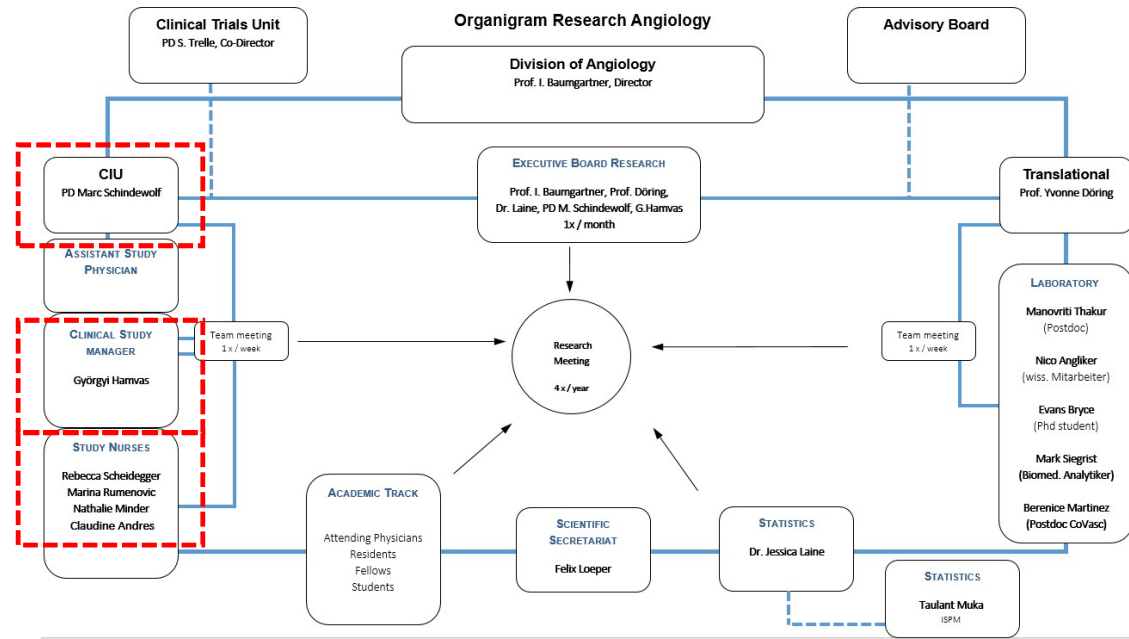 Clinical Trials Unit
PD S. Trelle, Co-Director
Organigram Research Angiology
Division of Angiology
Prof. I. Baumgartner, Director
Advisory Board
CIU
PD Marc Schindewolf
EXECUTIVE BOARD RESEARCH
Prof. I. Baumgartner, Prof. Döring,
Dr. Laine, PD M. Schindewolf, G.Hamvas
1x / month
Translational
Prof. Yvonne Döring
ASSISTANT STUDY
PHYSICIAN
CLINICAL STUDY
MANAGER
Györgyi Hamvas
Team meeting
1 x / week
Research
Meeting
4 x / year
Team meeting
1 x / week
LABORATORY
Manovriti Thakur
(Postdoc)
Nico Angliker
(wiss. Mitarbeiter)
Evans Bryce
(Phd student)
Mark Siegrist
(Biomed. Analytiker)
Berenice Martinez
(Postdoc CoVasc)
STUDY NURSES
Rebecca Scheidegger
Marina Rumenovic
Nathalie Minder
Claudine Andres
ACADEMIC TRACK
Attending Physicians
Residents
Fellows
Students
SCIENTIFIC
SECRETARIAT
Felix Loeper
STATISTICS
Dr. Jessica Laine
STATISTICS
Taulant Muka
ISPM